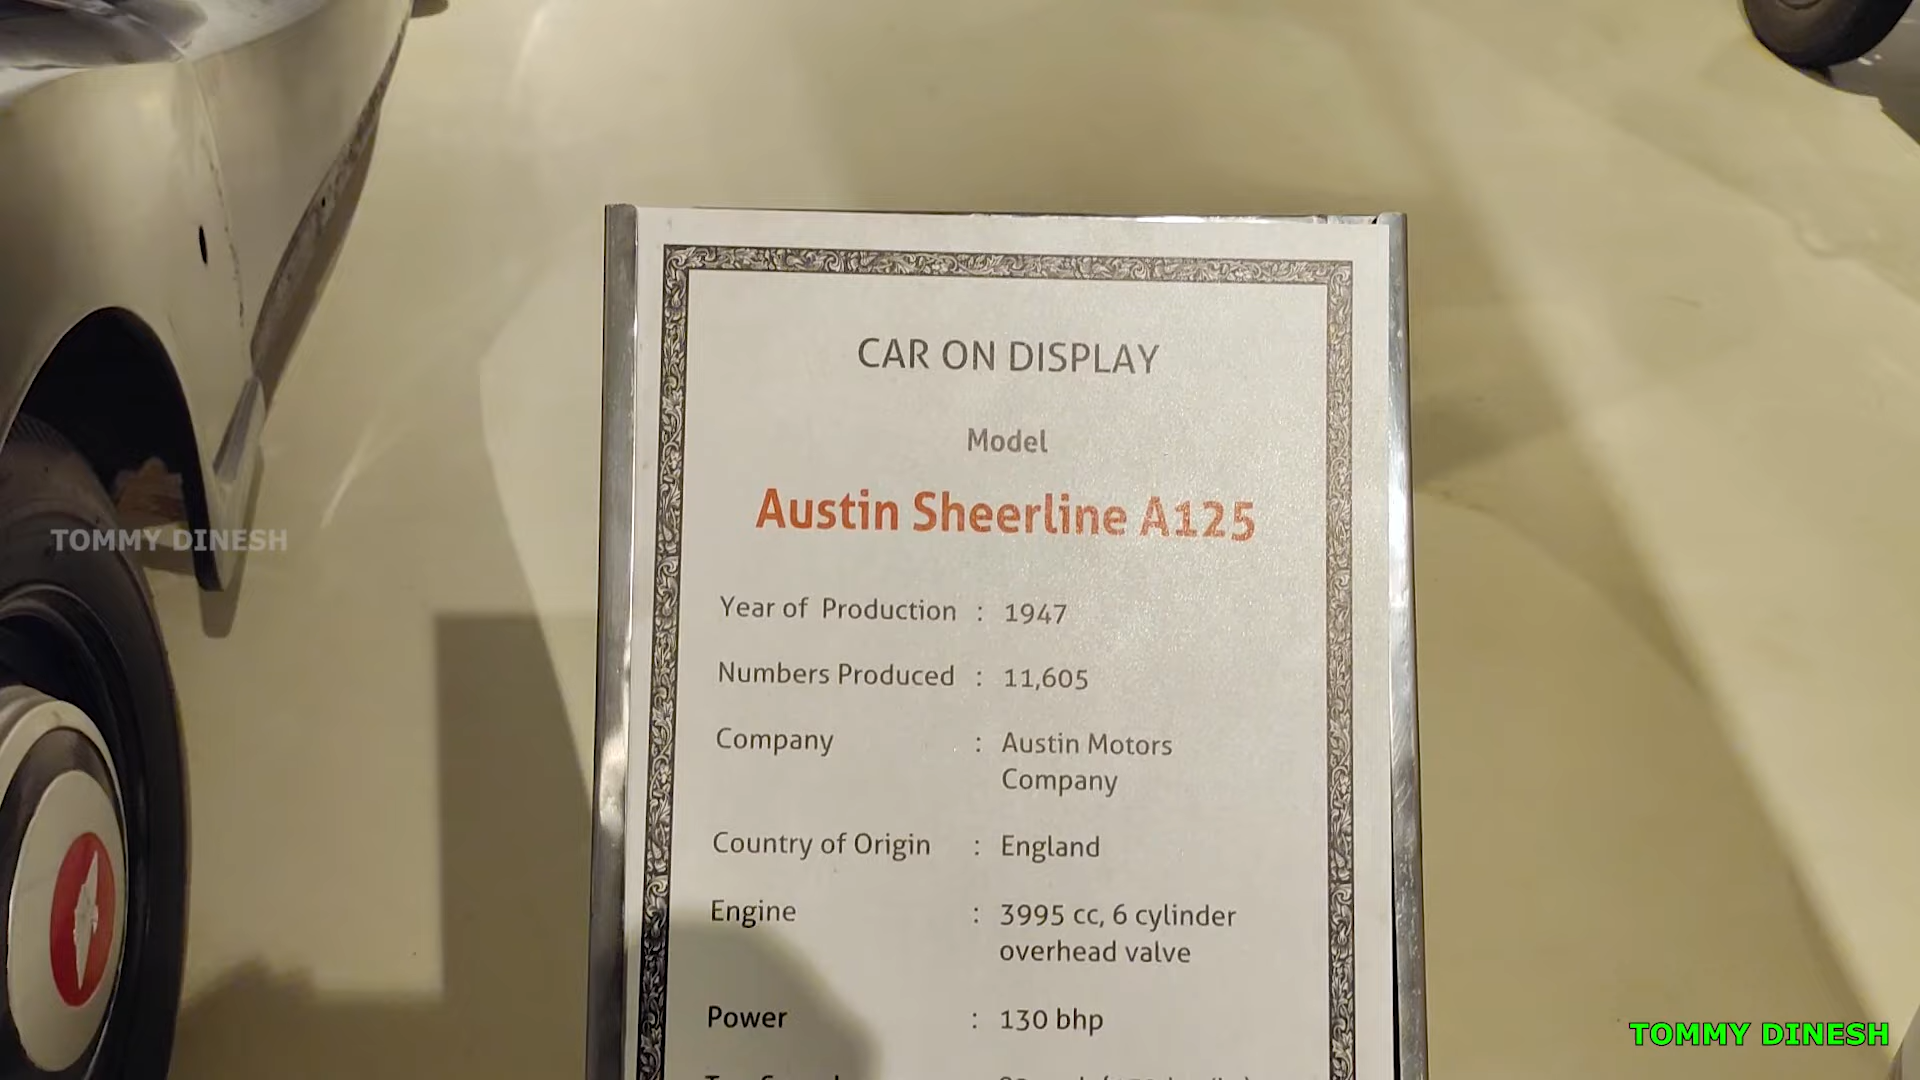 CAR ON DISPLAY
Model
Austin Sheerline A125
Year of Production : 1947
Numbers Produced : 11,605
Company : Austin Motors
Company
Country of Origin : England
Engine : 3995 cc, 6 cylinder
overhead valve
Power : 130 bhp
TOMMY DINESH
TOMMY DINESH